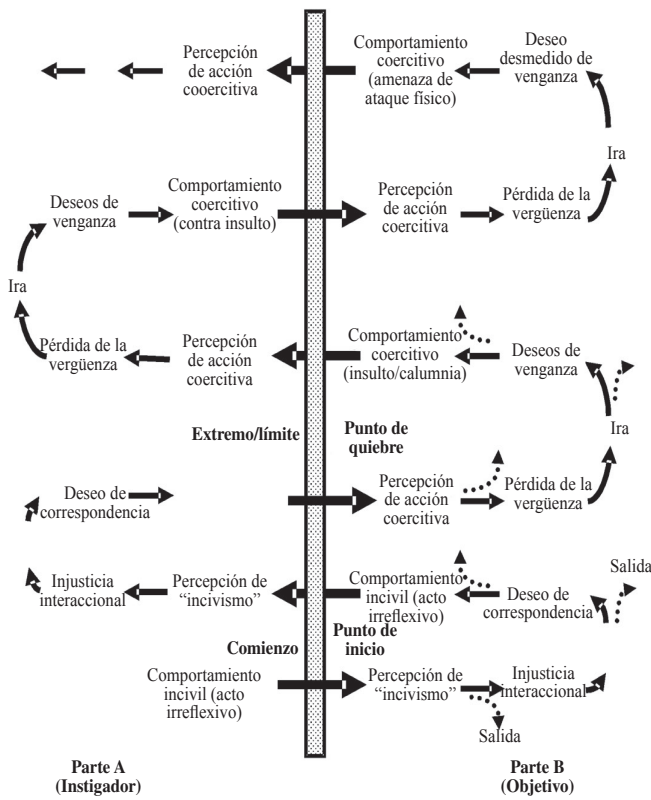 Percepción
de acción
cooercitiva
Comportamiento
coercitivo
(amenaza de
ataque físico)
Deseo
desmedido de
venganza
Ira
Deseos de
venganza
Comportamiento
coercitivo
(contra insulto)
Percepción
de acción
coercitiva
Pérdida de la
vergüenza
Ira
Pérdida de la
vergüenza
Percepción
de acción
coercitiva
Comportamiento
coercitivo
(insulto/calumnia)
Deseos de
venganza
Ira
Extremo/límite
Punto de
quiebre
Deseo de
correspondencia
Percepción
de acción
coercitiva
Pérdida de la
vergüenza
Injusticia
interaccional
Percepción de
“incivismo”
Comportamiento
incivil (acto
irreflexivo)
Deseo de
correspondencia
Salida
Comienzo
Punto de
inicio
Comportamiento
incivil (acto
irreflexivo)
Percepción de
“incivismo”
Injusticia
interaccional
Salida
Parte A
(Instigador)
Parte B
(Objetivo)